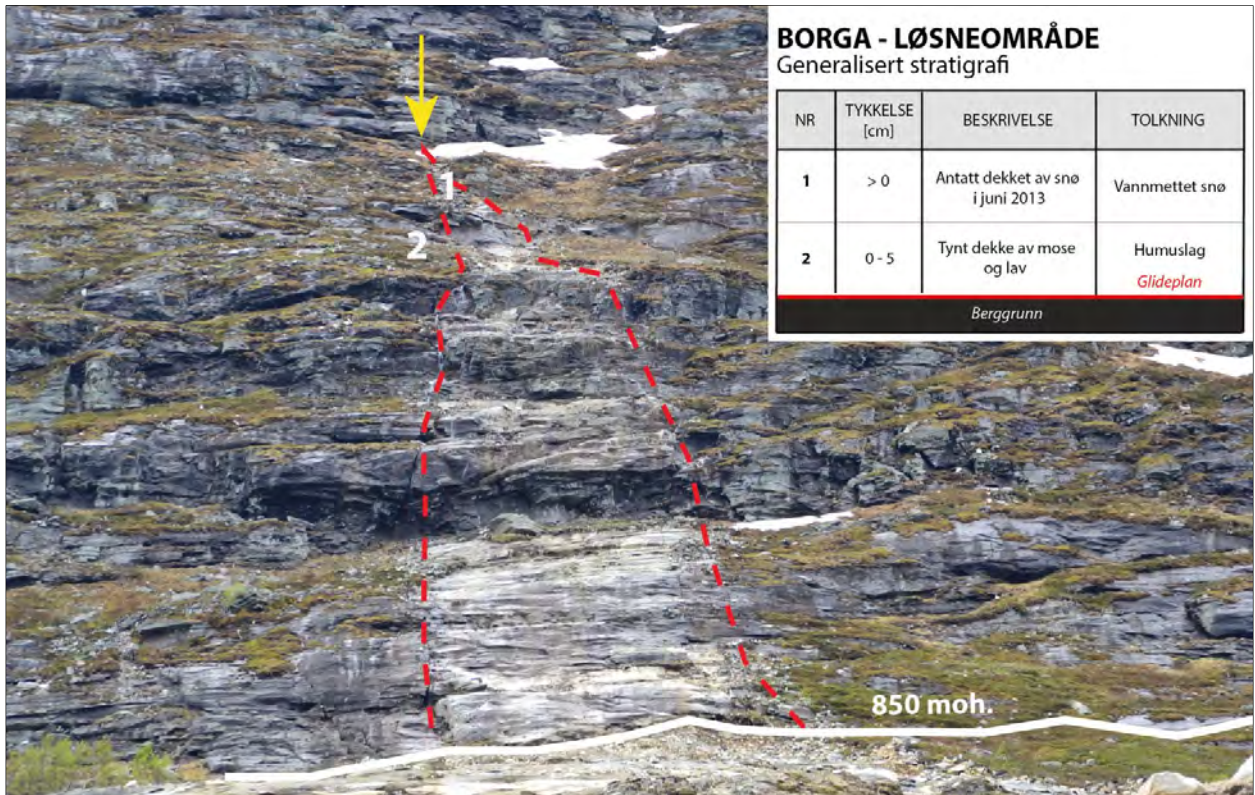 BORGA - LØSNEOMRÅDE
Generalisert stratigrafi
NR TYKKELSE [cm] BESKRIVELSE TOLKNING
1 > 0 Antatt dekket av snø i juni 2013 Vannmettet snø
2 0 - 5 Tynt dekke av mose og lav Humuslag
Glideplan
Berggrunn
1
2
850 moh.